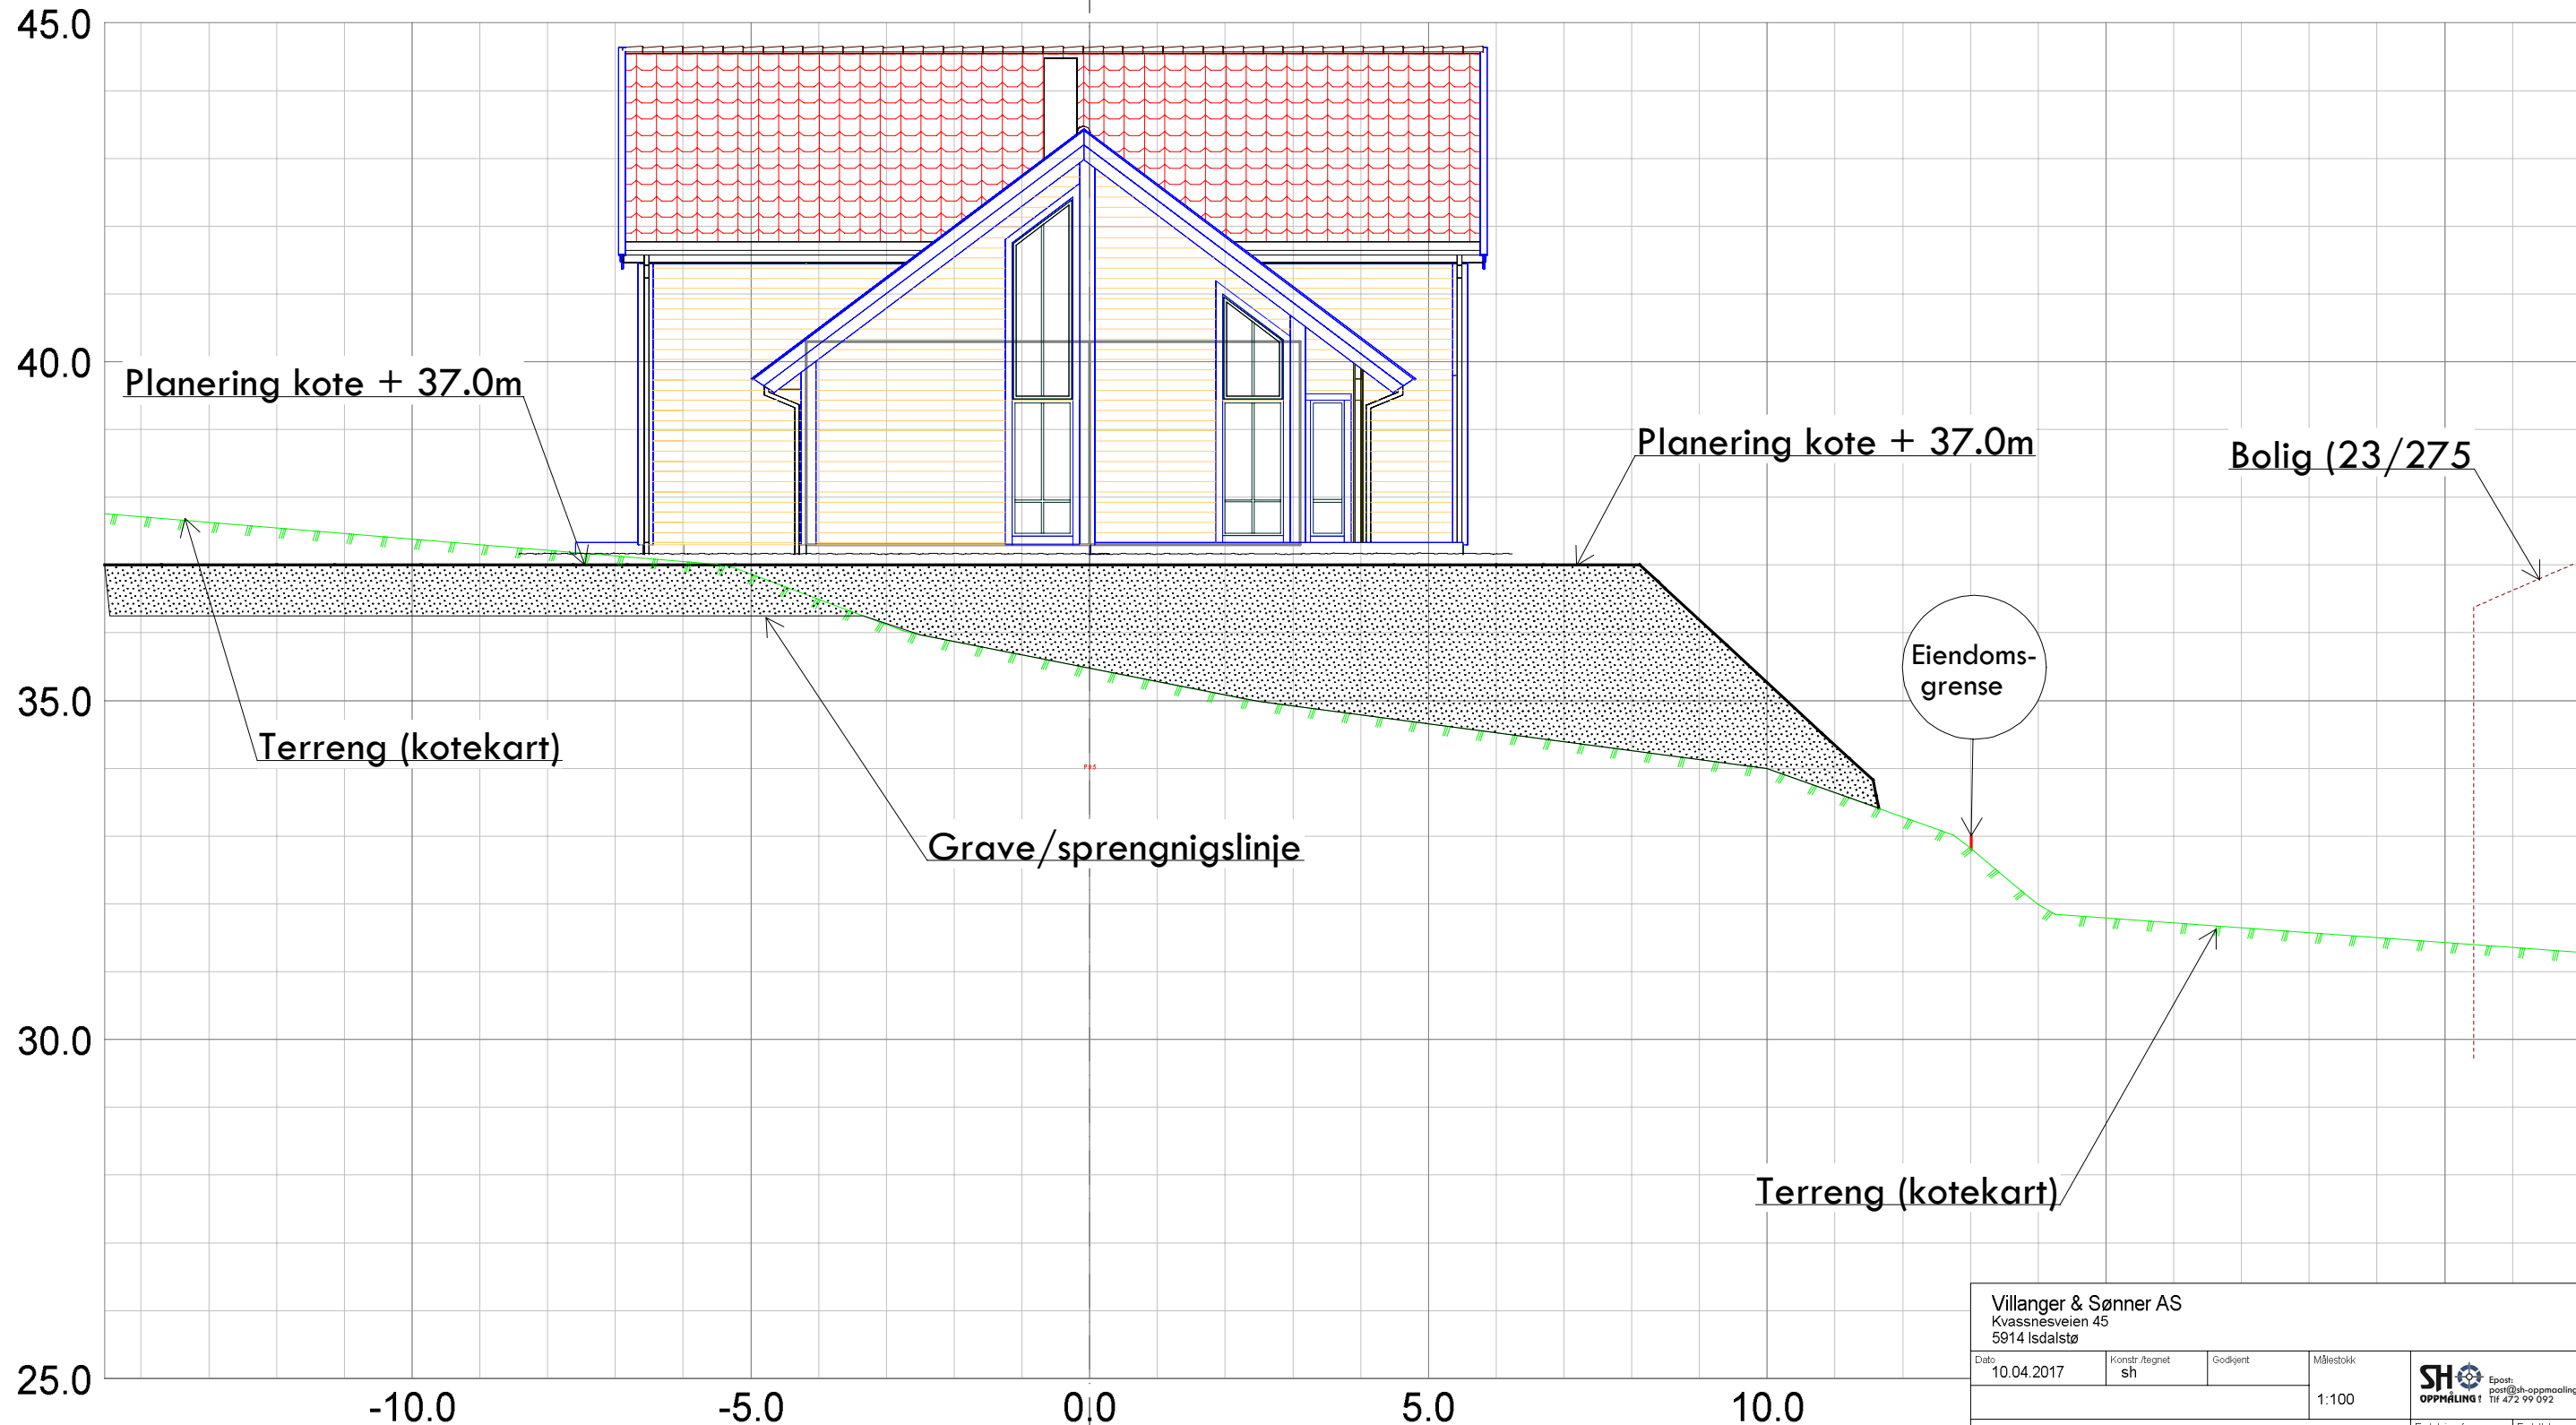 45.0
40.0
Planering kote + 37.0m
Planering kote + 37.0m
Bolig (23/275
Eiendoms-
grense
35.0
Terreng (kotekart)
Grave/sprengnigslinje
30.0
Terreng (kotekart)
25.0
-10.0
-5.0
0.0
5.0
10.0
Villanger & Sønner AS
Kvassnesveien 45
5914 Isdalstø
Dato
10.04.2017
Konstr./tegnet
sh
Godkjent
Målestokk
1:100
SH
OPPMÅLING
Epost:
post@sh-oppmaaling
Tlf 472 99 092